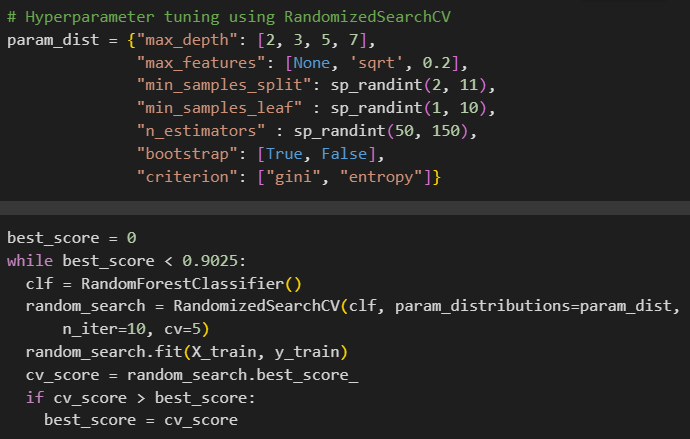 # Hyperparameter tuning using RandomizedSearchCV
param_dist = {"max_depth": [2, 3, 5, 7],
              "max_features": [None, 'sqrt', 0.2],
              "min_samples_split": sp_randint(2, 11),
              "min_samples_leaf" : sp_randint(1, 10),
              "n_estimators" : sp_randint(50, 150),
              "bootstrap": [True, False],
              "criterion": ["gini", "entropy"]}
best_score = 0
while best_score < 0.9025:
  clf = RandomForestClassifier()
  random_search = RandomizedSearchCV(clf, param_distributions=param_dist,
      n_iter=10, cv=5)
  random_search.fit(X_train, y_train)
  cv_score = random_search.best_score_
  if cv_score > best_score:
    best_score = cv_score